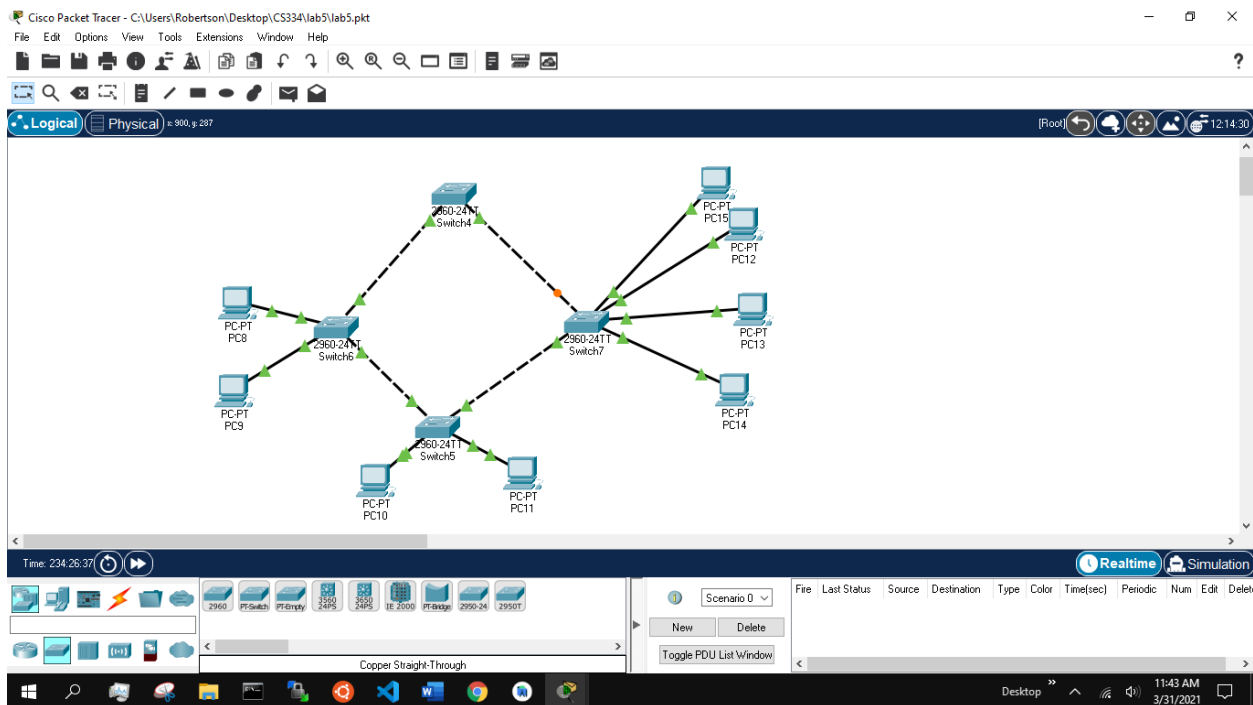 Cisco Packet Tracer - C:\Users\Robertson\Desktop\CS334\lab5\lab5.pkt
File Edit Options View Tools Extensions Window Help
?
Logical Physical x: 900, y: 287 [Root] 12:14:30
2960-24TT
Switch4
PC-PT
PC15
PC-PT
PC12
PC-PT
PC8
2960-24TT
Switch6
2960-24TT
Switch7
PC-PT
PC13
PC-PT
PC9
PC-PT
PC14
2960-24TT
Switch5
PC-PT
PC10
PC-PT
PC11
Time: 234:26:37 Realtime Simulation
2960 PT-Switch PT-Empty 3560 24PS 3650 24PS IE 2000 PT-Bridge 2950-24 2950T
Scenario 0
New Delete
Toggle PDU List Window
Fire Last Status Source Destination Type Color Time(sec) Periodic Num Edit Delet
Copper Straight-Through
Desktop
11:43 AM
3/31/2021